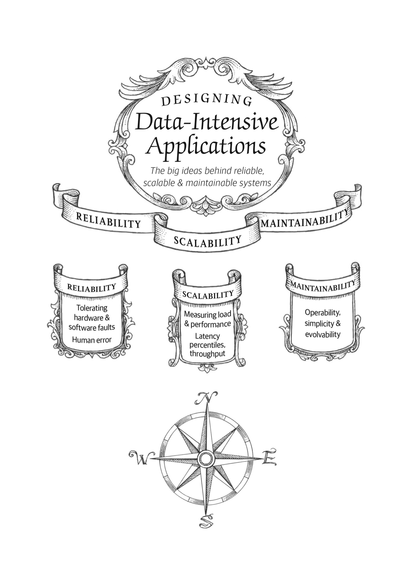 DESIGNING
Data-Intensive
Applications
The big ideas behind reliable,
scalable & maintainable systems
RELIABILITY
SCALABILITY
MAINTAINABILITY
RELIABILITY
Tolerating
hardware &
software faults
Human error
SCALABILITY
Measuring load
& performance
Latency
percentiles,
throughput
MAINTAINABILITY
Operability,
simplicity &
evolvability
N
W
E
S